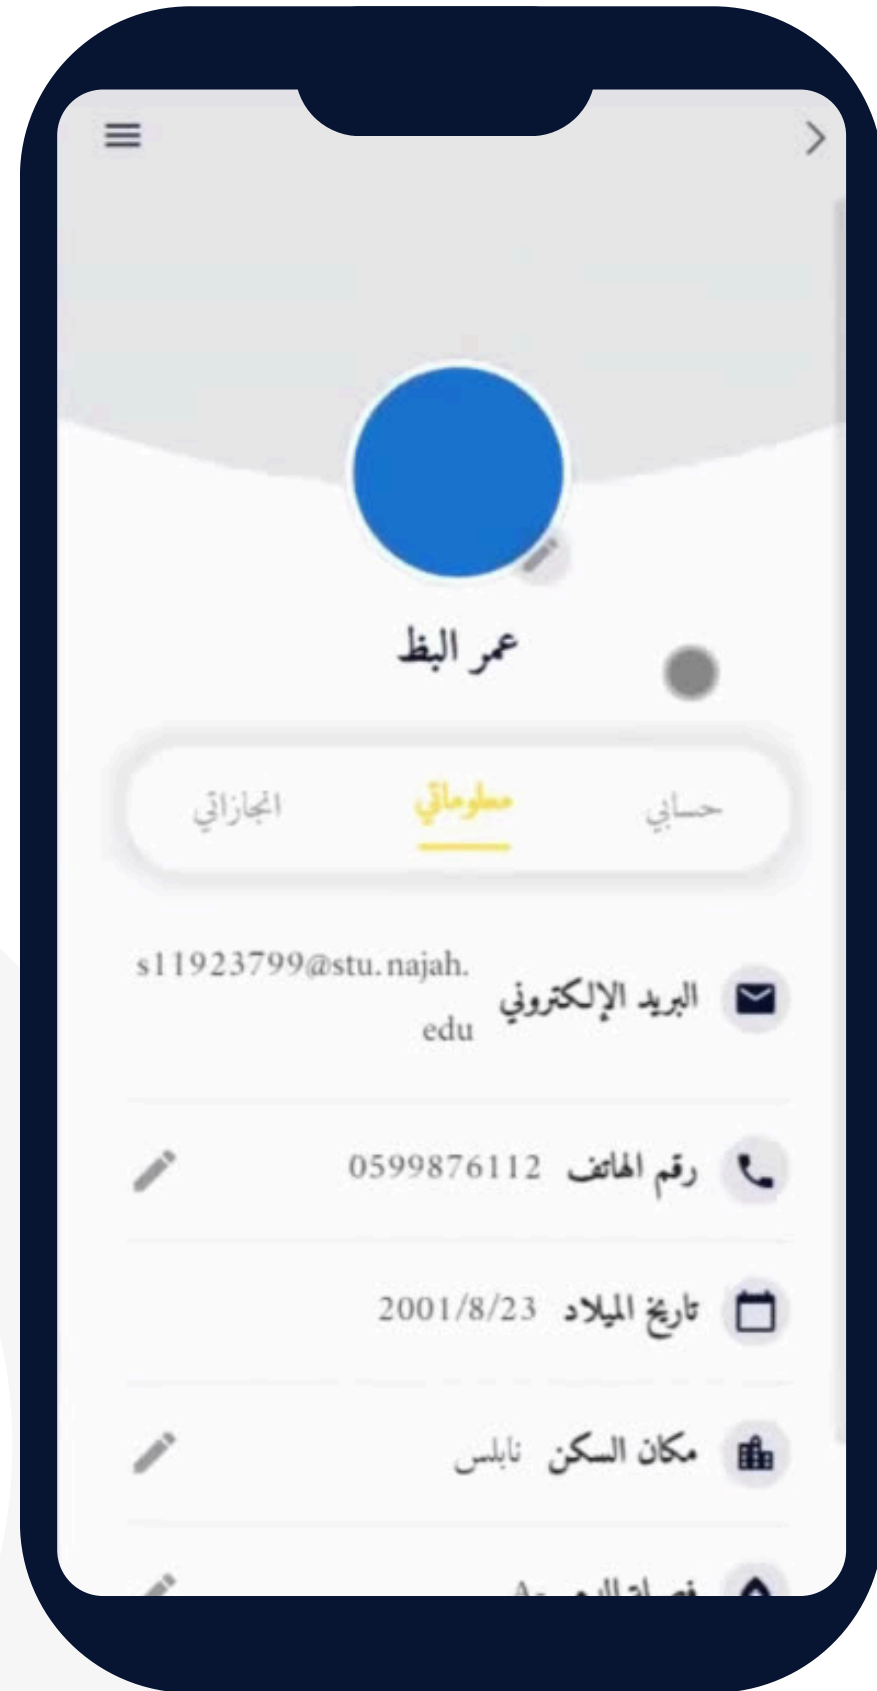 عمر البظ
حسابي معلوماتي انجازاتي
البريد الإلكتروني s11923799@stu.najah.
edu
رقم الهاتف 0599876112
تاريخ الميلاد 2001/8/23
مكان السكن نابلس